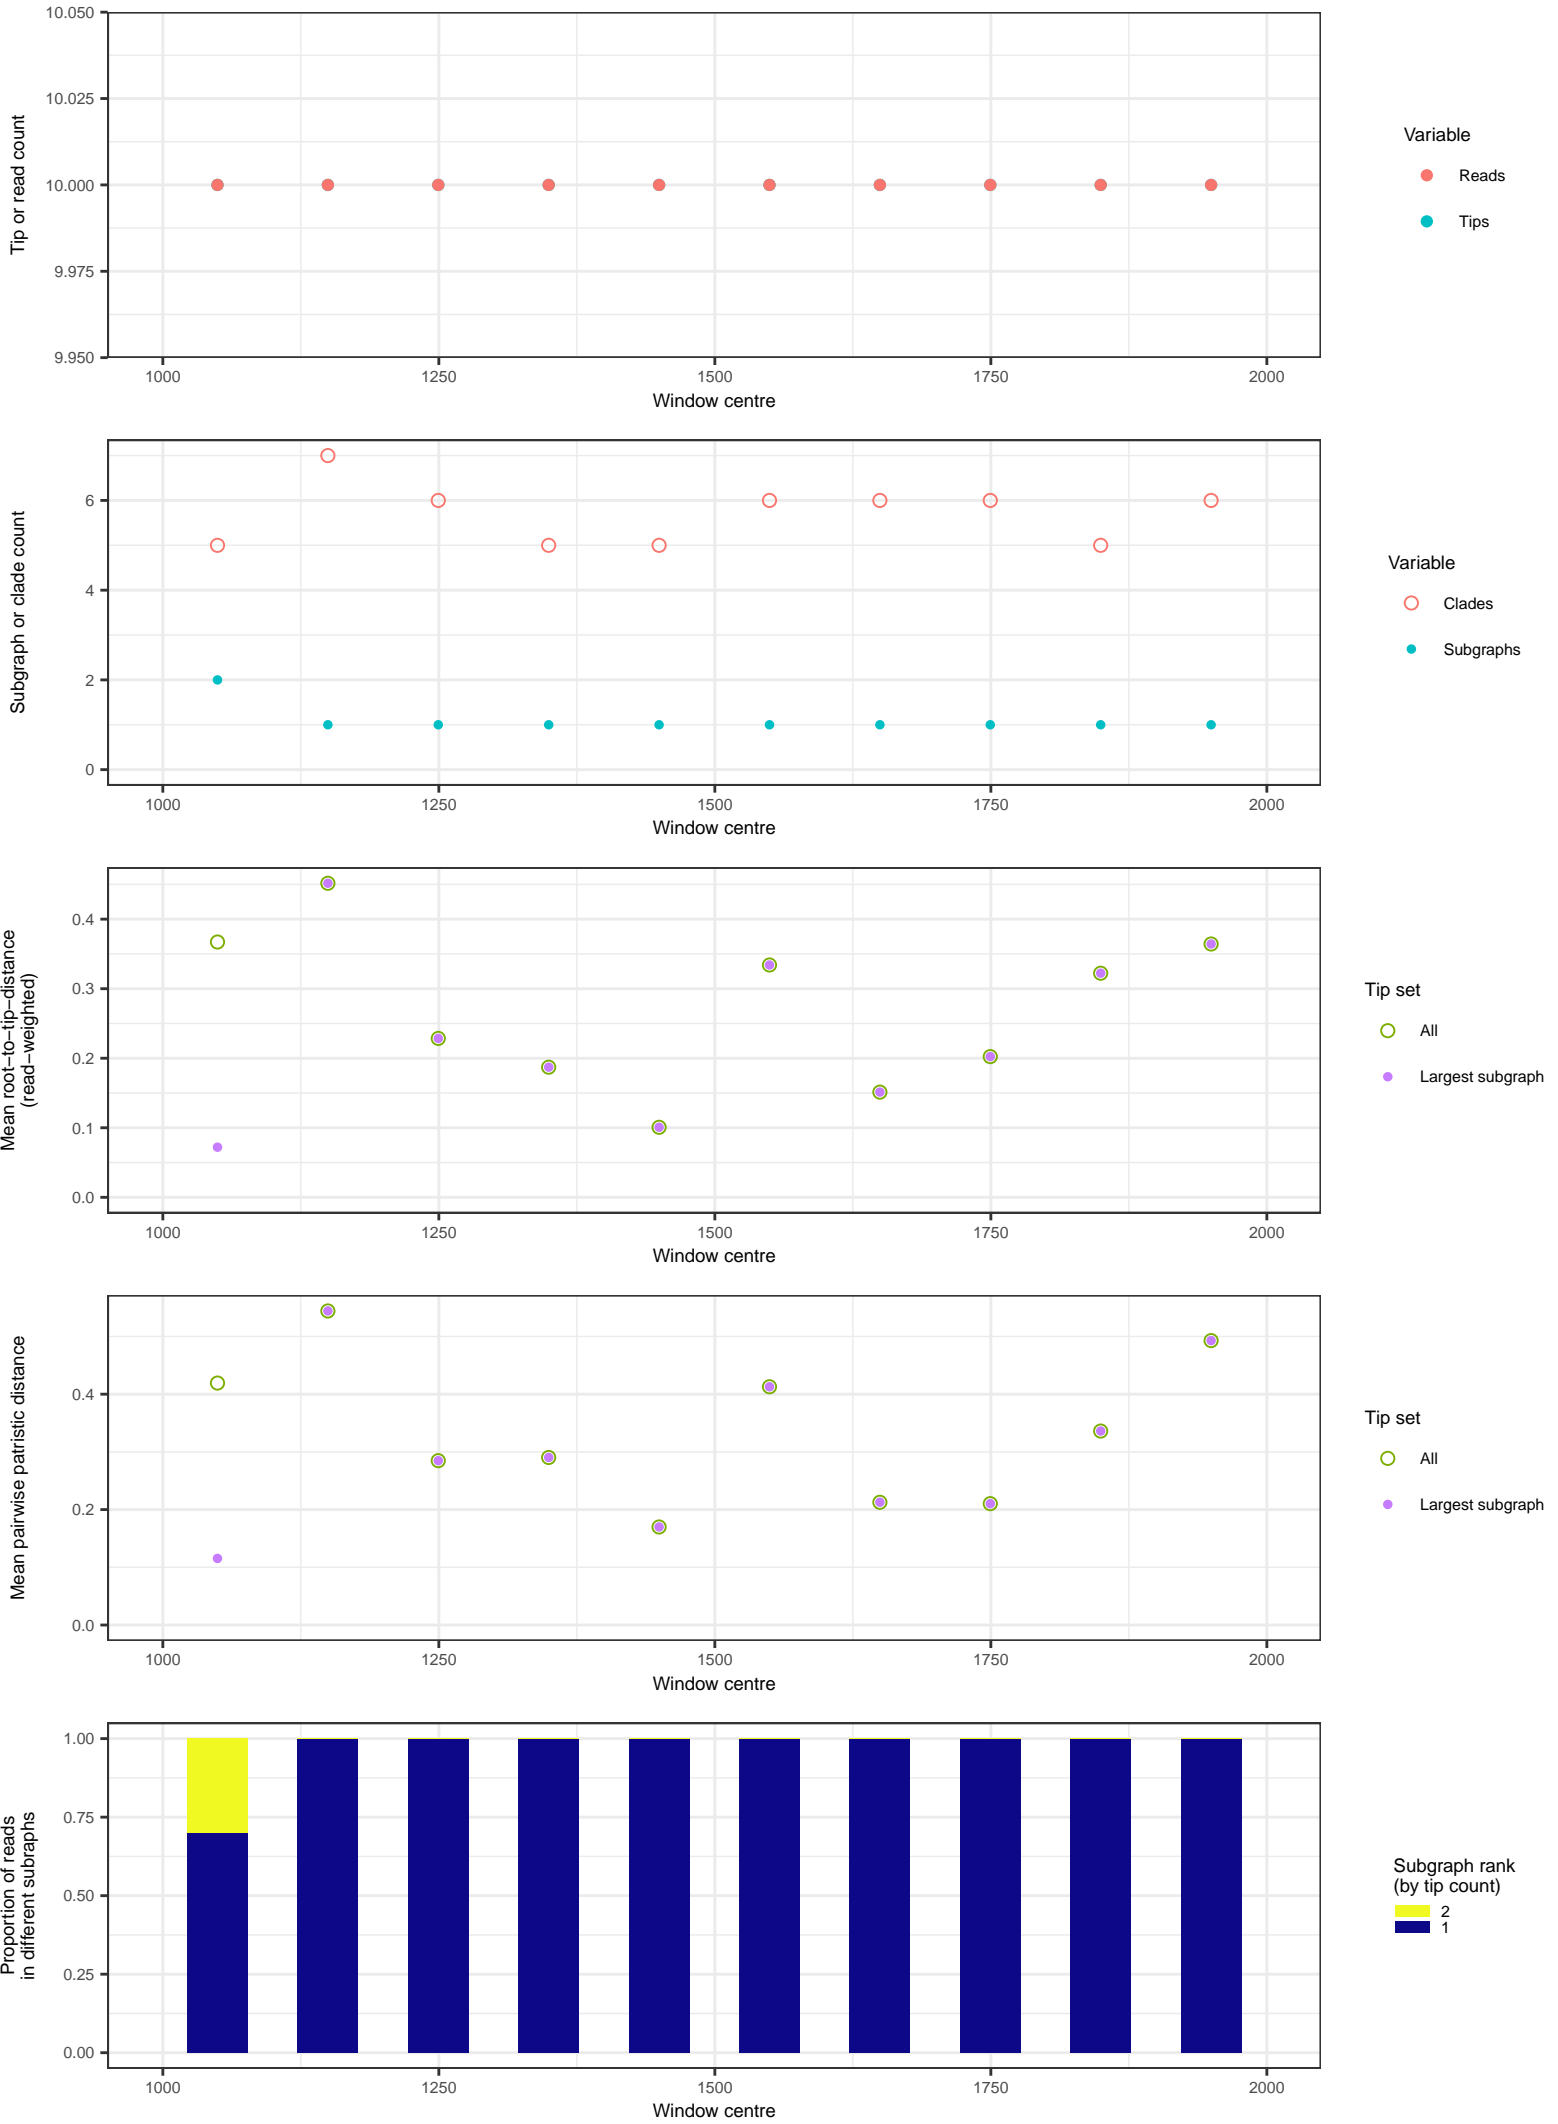 10.050
10.025
10.000
9.975
9.950
Tip or read count
1000 1250 1500 1750 2000
Window centre
Variable
Reads
Tips
6
4
2
0
Subgraph or clade count
1000 1250 1500 1750 2000
Window centre
Variable
Clades
Subgraphs
0.4
0.3
0.2
0.1
0.0
Mean root−to−tip−distance
(read−weighted)
1000 1250 1500 1750 2000
Window centre
Tip set
All
Largest subgraph
0.4
0.2
0.0
Mean pairwise patristic distance
1000 1250 1500 1750 2000
Window centre
Tip set
All
Largest subgraph
1.00
0.75
0.50
0.25
0.00
Proportion of reads
in different subraphs
1000 1250 1500 1750 2000
Window centre
Subgraph rank
(by tip count)
2
1